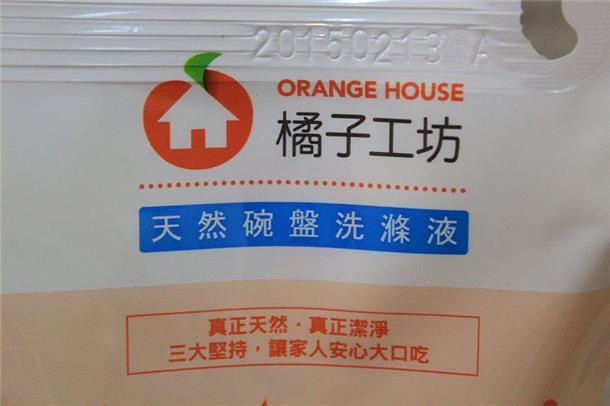 20150213 A
ORANGE HOUSE
橘子工坊
天然碗盤洗滌液
真正天然·真正潔淨
三大堅持，讓家人安心大口吃